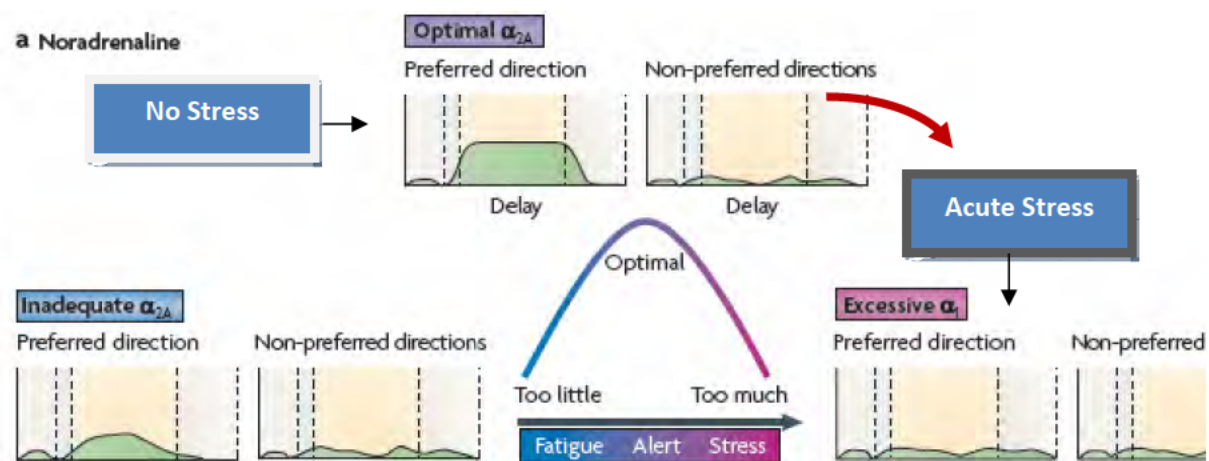 a Noradrenaline
Optimal α2A
Preferred direction
Non-preferred directions
No Stress
Delay
Delay
Acute Stress
Optimal
Inadequate α2A
Preferred direction
Non-preferred directions
Excessive α1
Preferred direction
Non-preferred
Too little
Too much
Fatigue Alert Stress